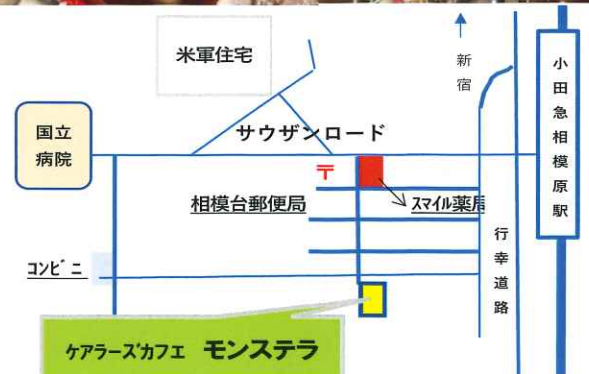 米軍住宅
新宿
小田急相模原駅
国立
病院
サウザンロード
〒
相模台郵便局
スマイル薬局
行幸道路
コンビニ
ケアラーズカフェ モンステラ